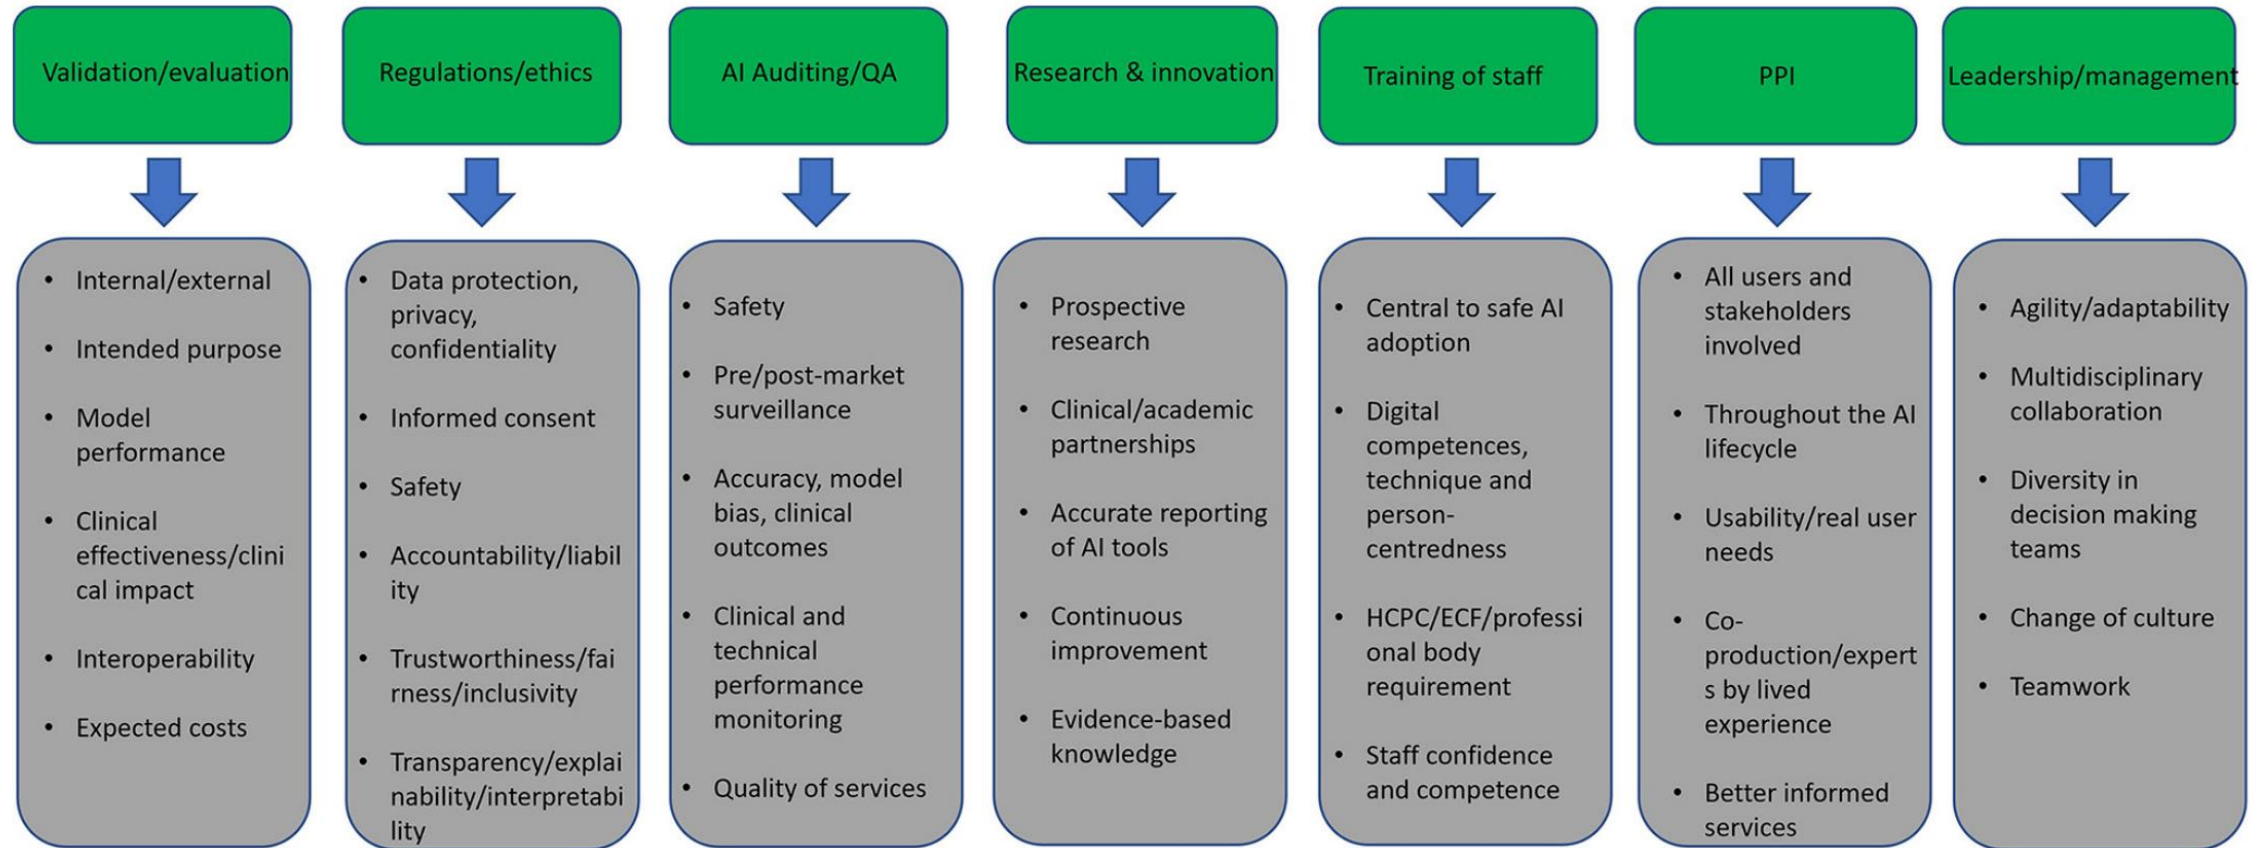 Validation/evaluation
Regulations/ethics
AI Auditing/QA
Research & innovation
Training of staff
PPI
Leadership/management
• Internal/external
• Intended purpose
• Model
performance
• Clinical
effectiveness/clini
cal impact
• Interoperability
• Expected costs
• Data protection,
privacy,
confidentiality
• Informed consent
• Safety
• Accountability/liabil
ity
• Trustworthiness/fai
rness/inclusivity
• Transparency/explai
nability/interpretabi
lity
• Safety
• Pre/post-market
surveillance
• Accuracy, model
bias, clinical
outcomes
• Clinical and
technical
performance
monitoring
• Quality of services
• Prospective
research
• Clinical/academic
partnerships
• Accurate reporting
of AI tools
• Continuous
improvement
• Evidence-based
knowledge
• Central to safe AI
adoption
• Digital
competences,
technique and
person-
centredness
• HCPC/ECF/professi
onal body
requirement
• Staff confidence
and competence
• All users and
stakeholders
involved
• Throughout the AI
lifecycle
• Usability/real user
needs
• Co-
production/expert
s by lived
experience
• Better informed
services
• Agility/adaptability
• Multidisciplinary
collaboration
• Diversity in
decision making
teams
• Change of culture
• Teamwork